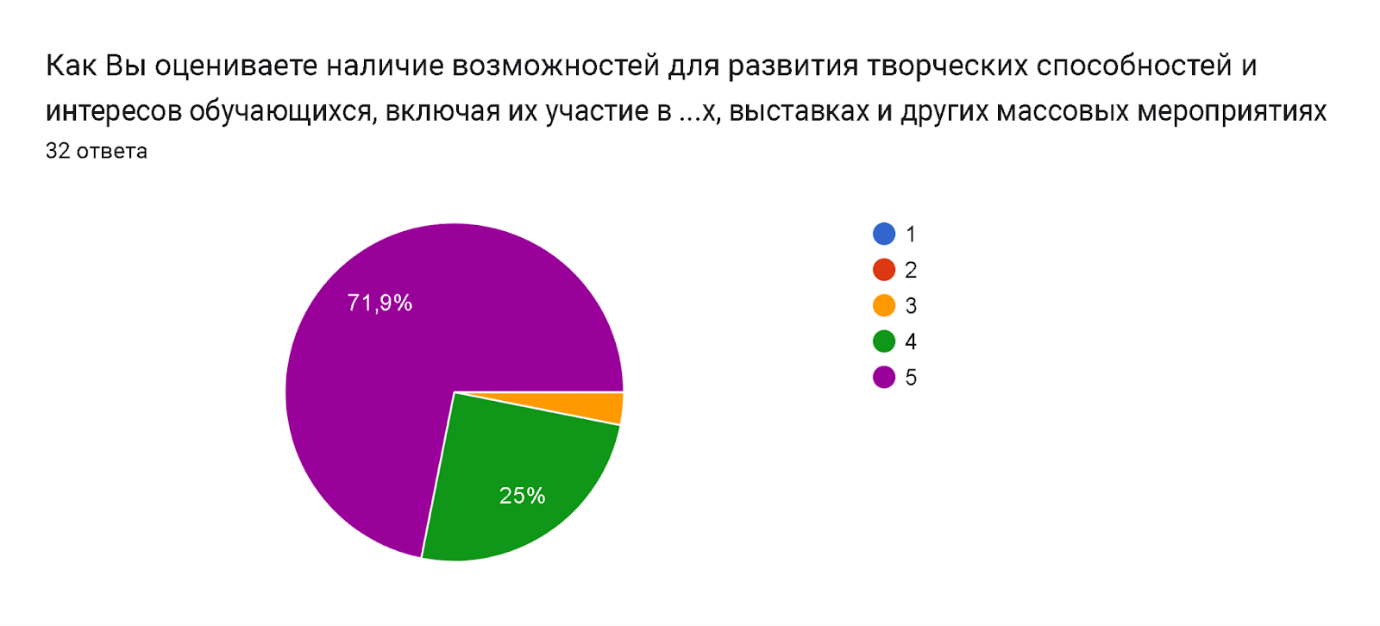 Как Вы оцениваете наличие возможностей для развития творческих способностей и
интересов обучающихся, включая их участие в ...х, выставках и других массовых мероприятиях
32 ответа
71,9%
25%
1
2
3
4
5